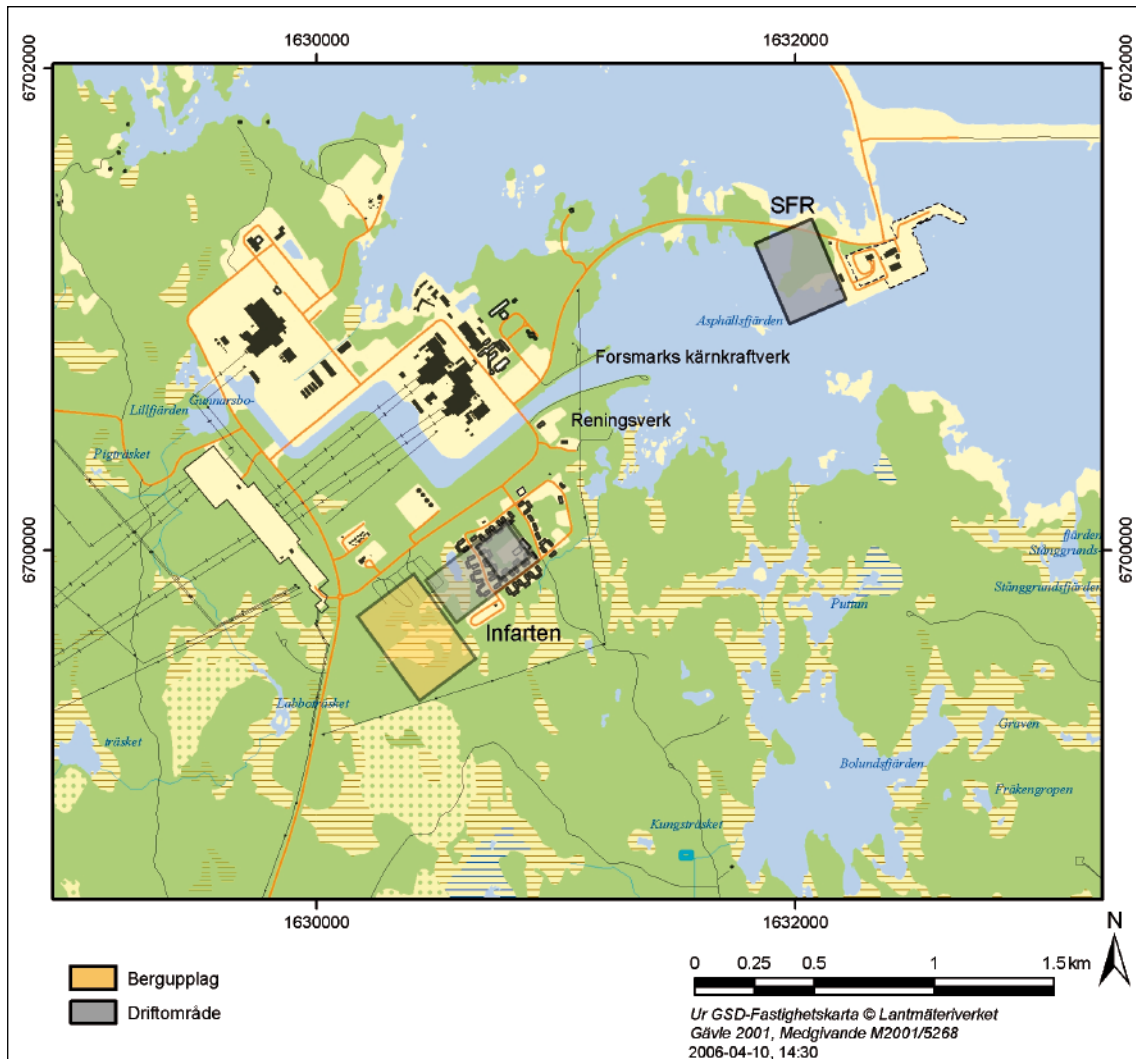 1630000
1632000
6702000
6702000
SFR
Asphällsfjärden
Forsmarks kärnkraftverk
Gunnarsbo-
Lillfjärden
Reningsverk
Pigträsket
6700000
6700000
fjärden
Stånggrunds-
Stånggrundsfjärden
Puttan
Infarten
Labboträsket
Graven
träsket
Bolundsfjärden
Fräkengropen
Kungsträsket
1630000
1632000
N
Bergupplag
Driftområde
0 0.25 0.5 1 1.5 km
Ur GSD-Fastighetskarta © Lantmäteriverket
Gävle 2001, Medgivande M2001/5268
2006-04-10, 14:30